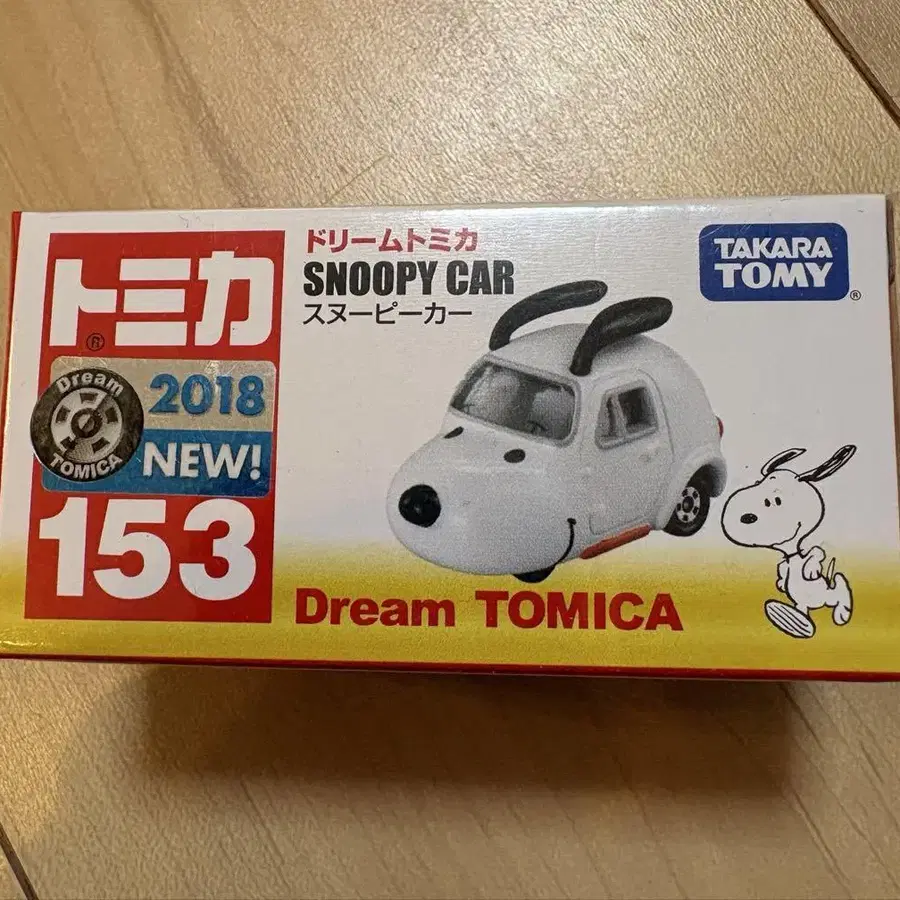 トミカ
®
Dream
TOMICA
2018
NEW!
153
ドリームトミカ
SNOOPY CAR
スヌーピーカー
TAKARA
TOMY
®
Dream TOMICA